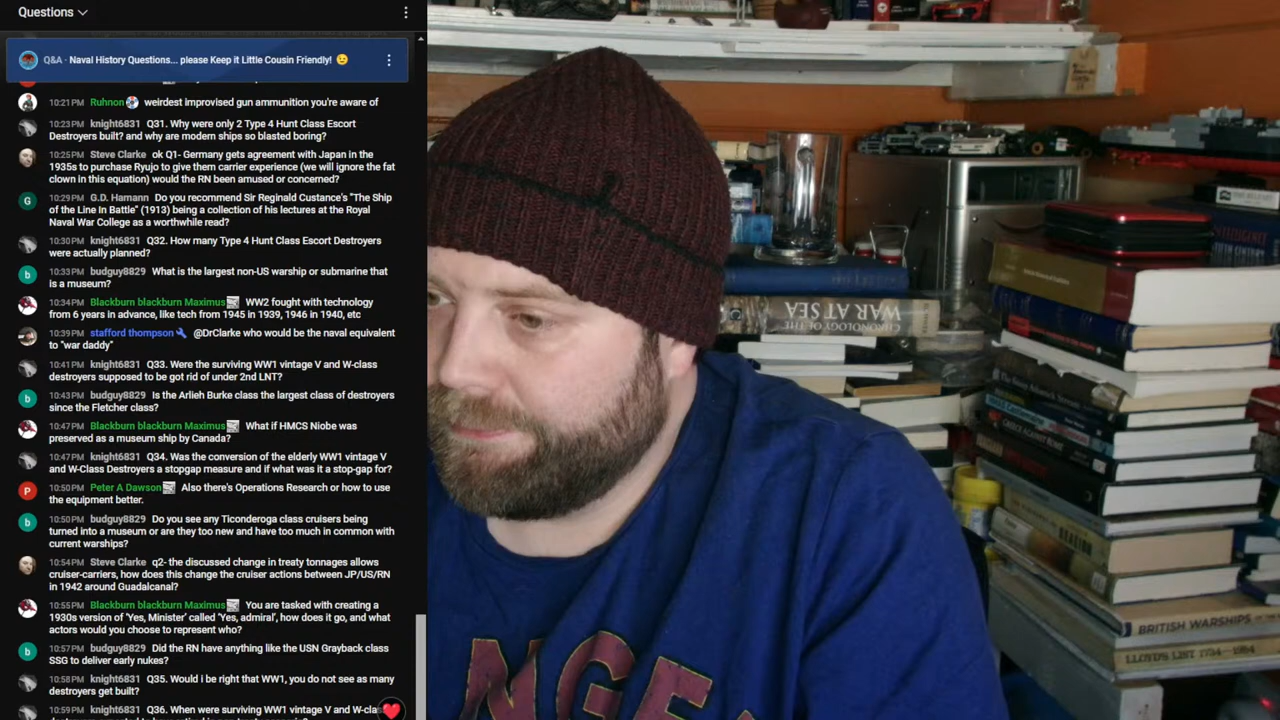 Questions
Q&A · Naval History Questions... please Keep it Little Cousin Friendly! 😉
10:21 PM Ruhnon weirdest improvised gun ammunition you're aware of
10:23 PM knight6831 Q31. Why were only 2 Type 4 Hunt Class Escort
Destroyers built? and why are modern ships so blasted boring?
10:25 PM Steve Clarke ok Q1- Germany gets agreement with Japan in the
1935s to purchase Ryujo to give them carrier experience (we will ignore the fat
clown in this equation) would the RN been amused or concerned?
10:29 PM G.D. Hamann Do you recommend Sir Reginald Custance's "The Ship
of the Line In Battle" (1913) being a collection of his lectures at the Royal
Naval War College as a worthwhile read?
10:30 PM knight6831 Q32. How many Type 4 Hunt Class Escort Destroyers
were actually planned?
10:33 PM budguy8829 What is the largest non-US warship or submarine that
is a museum?
10:34 PM Blackburn blackburn Maximus WW2 fought with technology
from 6 years in advance, like tech from 1945 in 1939, 1946 in 1940, etc
10:39 PM stafford thompson @DrClarke who would be the naval equivalent
to "war daddy"
10:41 PM knight6831 Q33. Were the surviving WW1 vintage V and W-class
destroyers supposed to be got rid of under 2nd LNT?
10:43 PM budguy8829 Is the Arlieh Burke class the largest class of destroyers
since the Fletcher class?
10:47 PM Blackburn blackburn Maximus What if HMCS Niobe was
preserved as a museum ship by Canada?
10:47 PM knight6831 Q34. Was the conversion of the elderly WW1 vintage V
and W-Class Destroyers a stopgap measure and if what was it a stop-gap for?
10:50 PM Peter A Dawson Also there's Operations Research or how to use
the equipment better.
10:50 PM budguy8829 Do you see any Ticonderoga class cruisers being
turned into a museum or are they too new and have too much in common with
current warships?
10:54 PM Steve Clarke q2- the discussed change in treaty tonnages allows
cruiser-carriers, how does this change the cruiser actions between JP/US/RN
in 1942 around Guadalcanal?
10:55 PM Blackburn blackburn Maximus You are tasked with creating a
1930s version of 'Yes, Minister' called 'Yes, admiral', how does it go, and what
actors would you choose to represent who?
10:57 PM budguy8829 Did the RN have anything like the USN Grayback class
SSG to deliver early nukes?
10:58 PM knight6831 Q35. Would i be right that WW1, you do not see as many
destroyers get built?
10:59 PM knight6831 Q36. When were surviving WW1 vintage V and W-clas
CHRONOLOGY OF THE
WAR AT SEA
BRITISH WARSHIPS
LLOYDS LIST 1734-1984